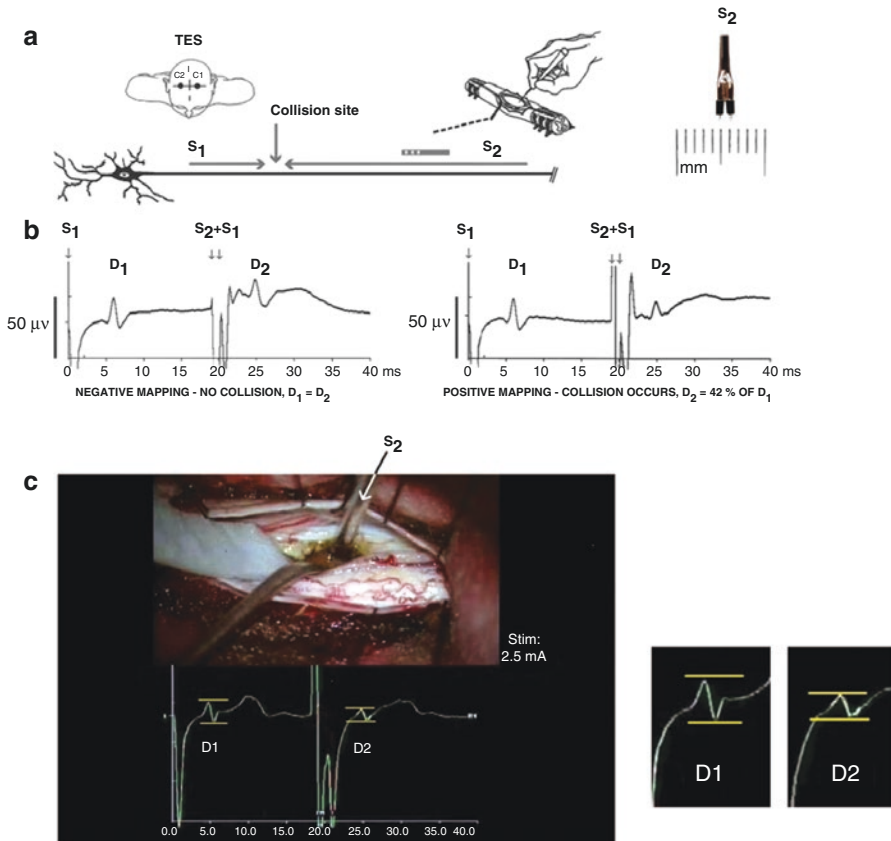 a
TES
C2 C1
Collision site
S1
S2
S2
mm
b
S1
S2+S1
D1
D2
50 μv
0 5 10 15 20 25 30 35 40 ms
NEGATIVE MAPPING - NO COLLISION, D1 = D2
S1
S2+S1
D1
D2
50 μv
0 5 10 15 20 25 30 35 40 ms
POSITIVE MAPPING - COLLISION OCCURS, D2 = 42 % OF D1
c
S2
Stim:
2.5 mA
D1
D2
0.0 5.0 10.0 15.0 20.0 25.0 30.0 35.0 40.0
D1
D2